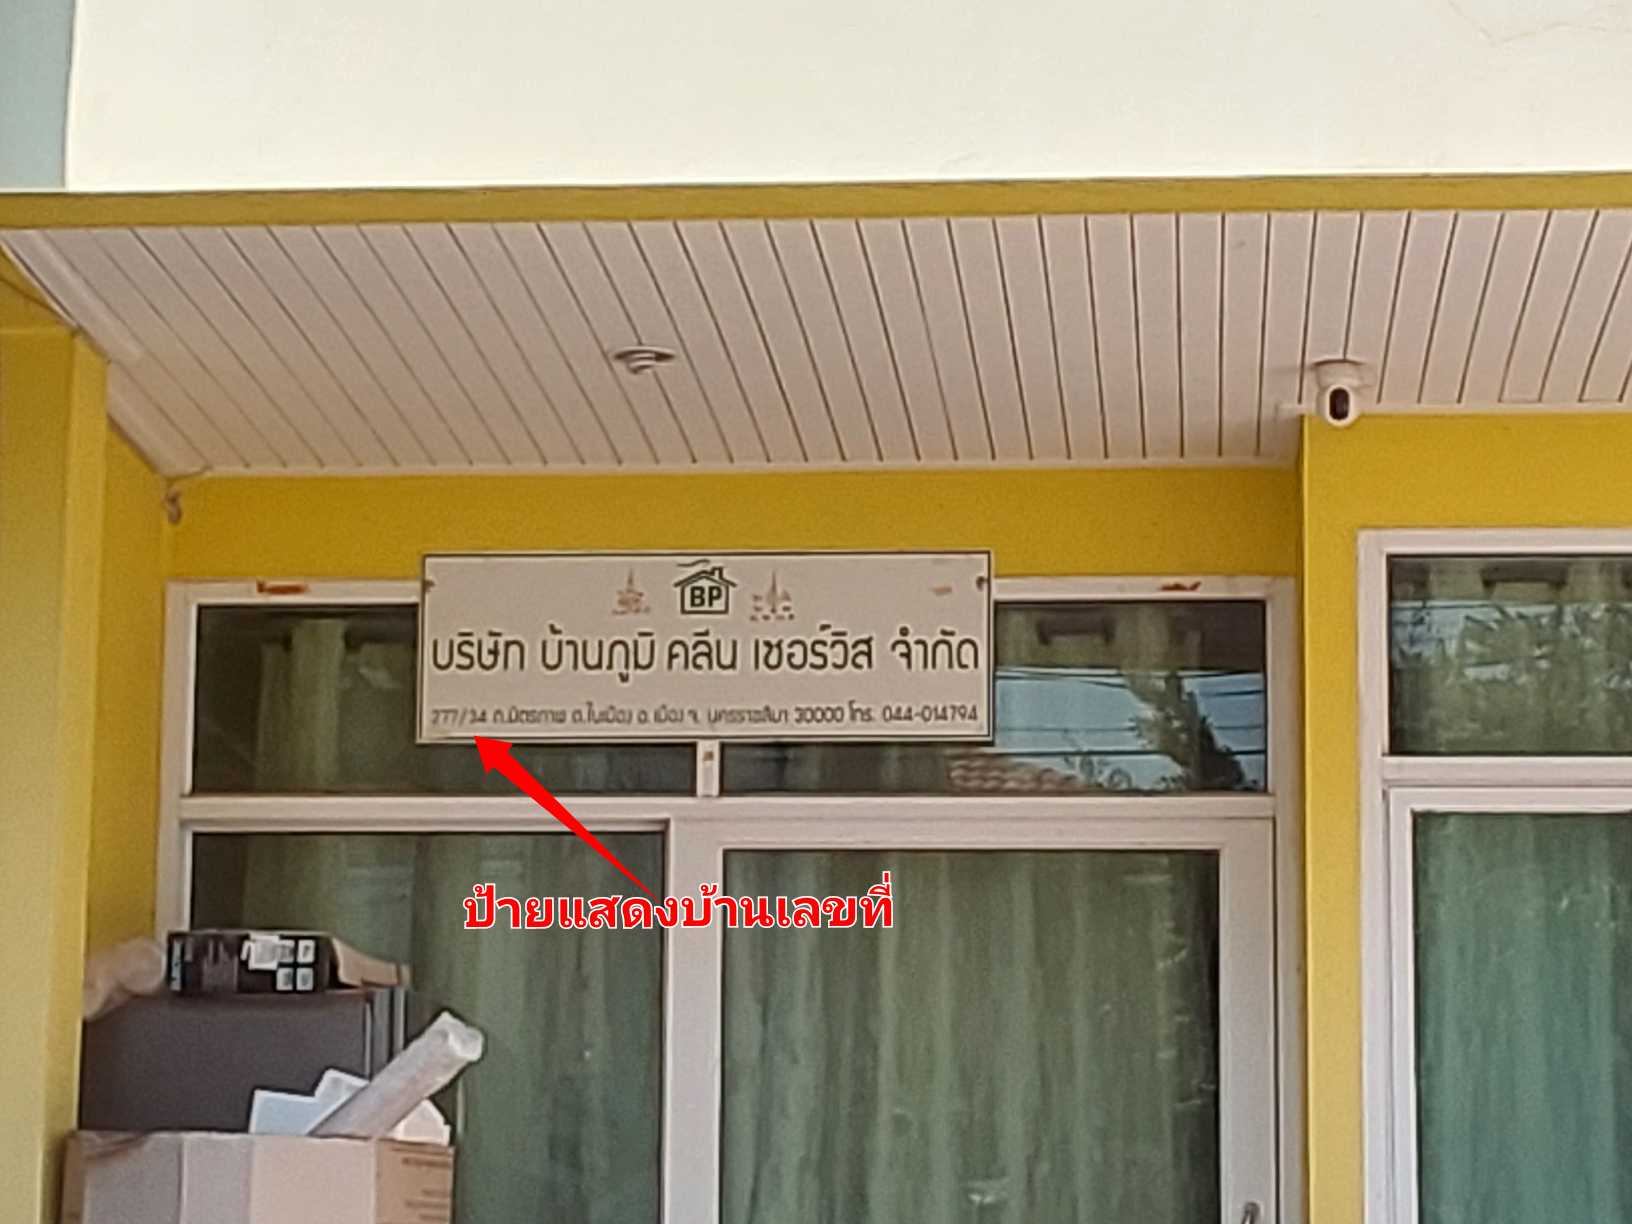 BP
บริษัท บ้านภูมิ คลีน เซอร์วิส จำกัด
277/34 ถ.มิตรภาพ ต.ในเมือง อ.เมือง จ. นครราชสีมา 30000 โทร. 044-014794
ป้ายแสดงบ้านเลขที่